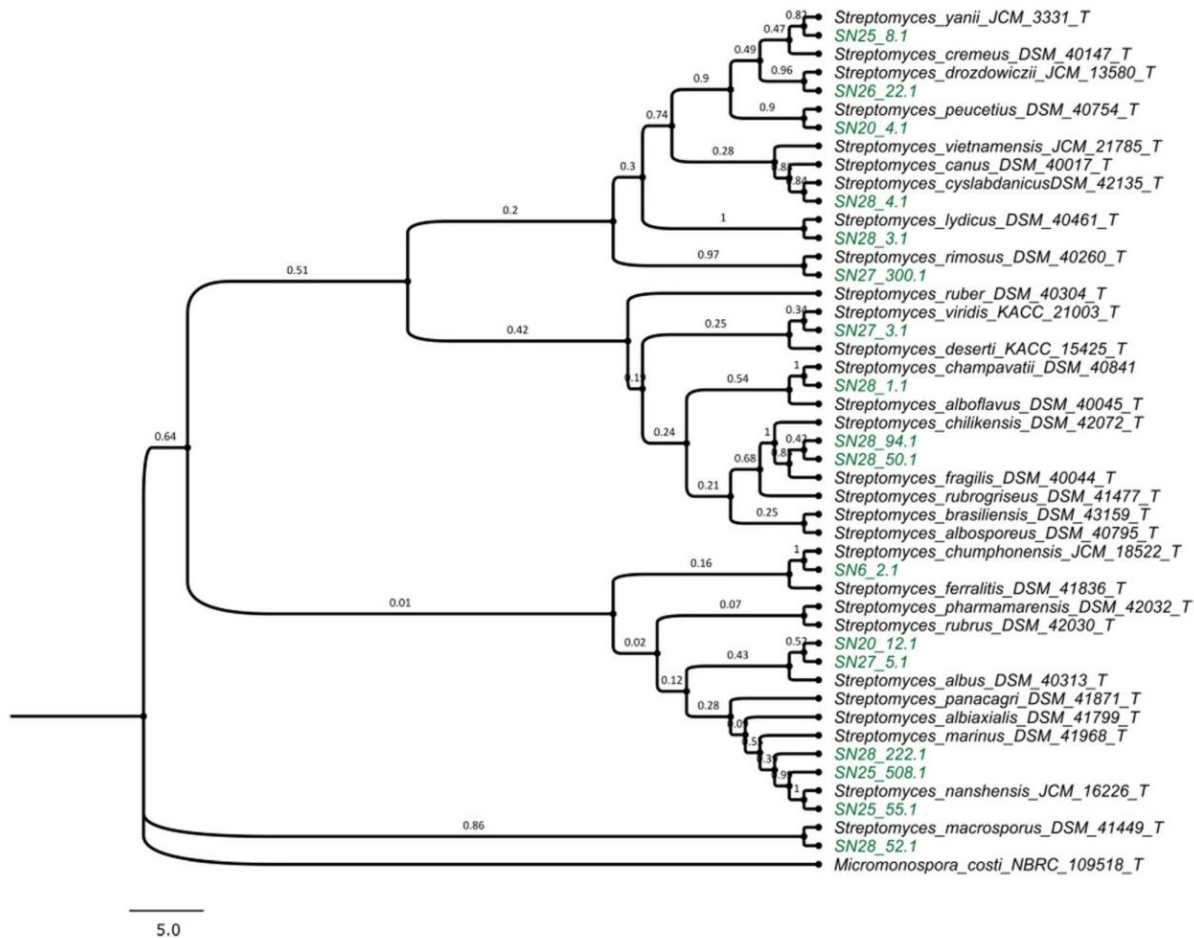 0.82
Streptomyces_yanii_JCM_3331_T
0.47
SN25_8.1
0.49
Streptomyces_cremeus_DSM_40147_T
0.96
Streptomyces_drozdowiczii_JCM_13580_T
0.9
SN26_22.1
0.9
Streptomyces_peucetius_DSM_40754_T
0.74
SN20_4.1
Streptomyces_vietnamensis_JCM_21785_T
0.28
Streptomyces_canus_DSM_40017_T
0.3
Streptomyces_cyslabdanicusDSM_42135_T
SN28_4.1
0.2
1
Streptomyces_lydicus_DSM_40461_T
SN28_3.1
0.97
Streptomyces_rimosus_DSM_40260_T
0.51
SN27_300.1
Streptomyces_ruber_DSM_40304_T
0.34
Streptomyces_viridis_KACC_21003_T
0.42
0.25
SN27_3.1
Streptomyces_deserti_KACC_15425_T
1
Streptomyces_champavatii_DSM_40841
0.19
0.54
SN28_1.1
Streptomyces_alboflavus_DSM_40045_T
Streptomyces_chilikensis_DSM_42072_T
0.24
1
0.42
SN28_94.1
0.64
0.68
SN28_50.1
Streptomyces_fragilis_DSM_40044_T
0.21
Streptomyces_rubrogriseus_DSM_41477_T
0.25
Streptomyces_brasiliensis_DSM_43159_T
Streptomyces_albosporeus_DSM_40795_T
1
Streptomyces_chumphonensis_JCM_18522_T
0.16
SN6_2.1
Streptomyces_ferralitis_DSM_41836_T
0.01
0.07
Streptomyces_pharmamarensis_DSM_42032_T
Streptomyces_rubrus_DSM_42030_T
0.02
0.52
SN20_12.1
0.43
SN27_5.1
0.12
Streptomyces_albus_DSM_40313_T
0.28
Streptomyces_panacagri_DSM_41871_T
Streptomyces_albiaxialis_DSM_41799_T
Streptomyces_marinus_DSM_41968_T
SN28_222.1
SN25_508.1
1
Streptomyces_nanshensis_JCM_16226_T
SN25_55.1
0.86
Streptomyces_macrosporus_DSM_41449_T
SN28_52.1
Micromonospora_costi_NBRC_109518_T
5.0